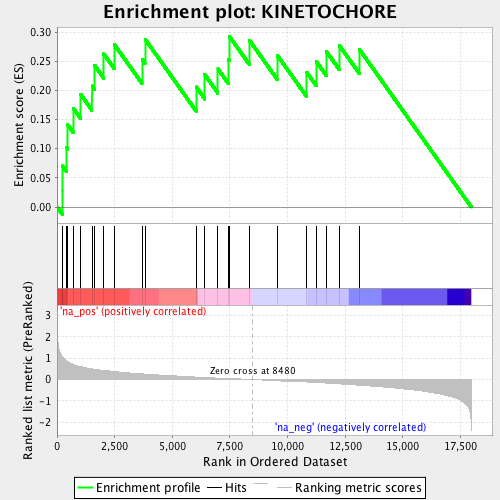 Enrichment plot: KINETOCHORE
Enrichment score (ES)
0.30
0.25
0.20
0.15
0.10
0.05
0.00
'na_pos' (positively correlated)
Ranked list metric (PreRanked)
3
2
1
0
-1
-2
Zero cross at 8480
'na_neg' (negatively correlated)
0 2,500 5,000 7,500 10,000 12,500 15,000 17,500
Rank in Ordered Dataset
Enrichment profile Hits Ranking metric scores